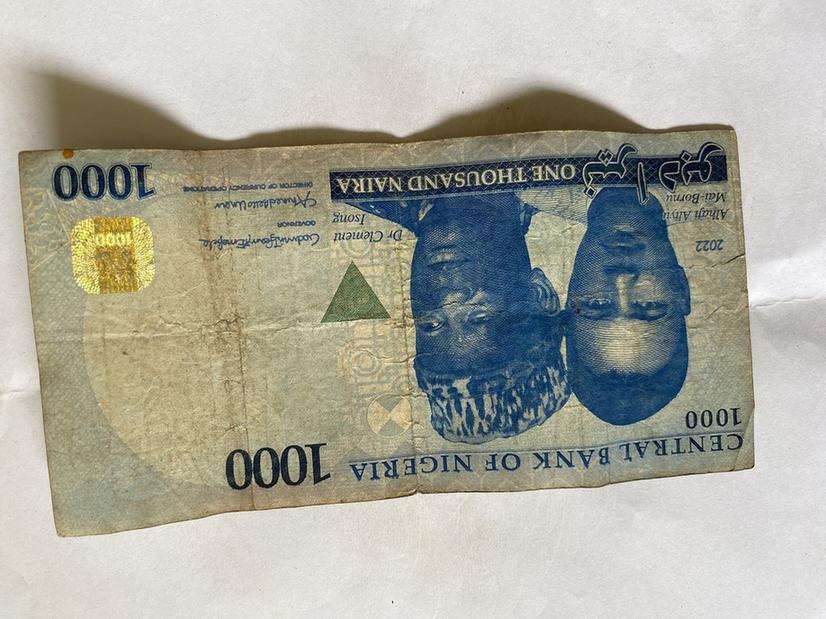 CENTRAL BANK OF NIGERIA
1000
1000
2022
Alhaji Aliyu
Mai-Bornu
Dr Clement
Isong
GOVERNOR
DIRECTOR OF CURRENCY OPERATIONS
ONE THOUSAND NAIRA
1000
1000